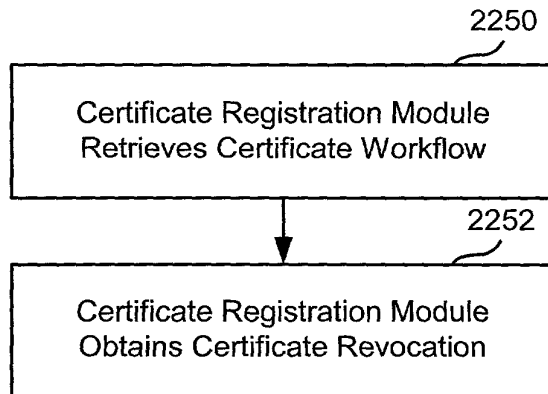 2250
Certificate Registration Module
Retrieves Certificate Workflow
2252
Certificate Registration Module
Obtains Certificate Revocation